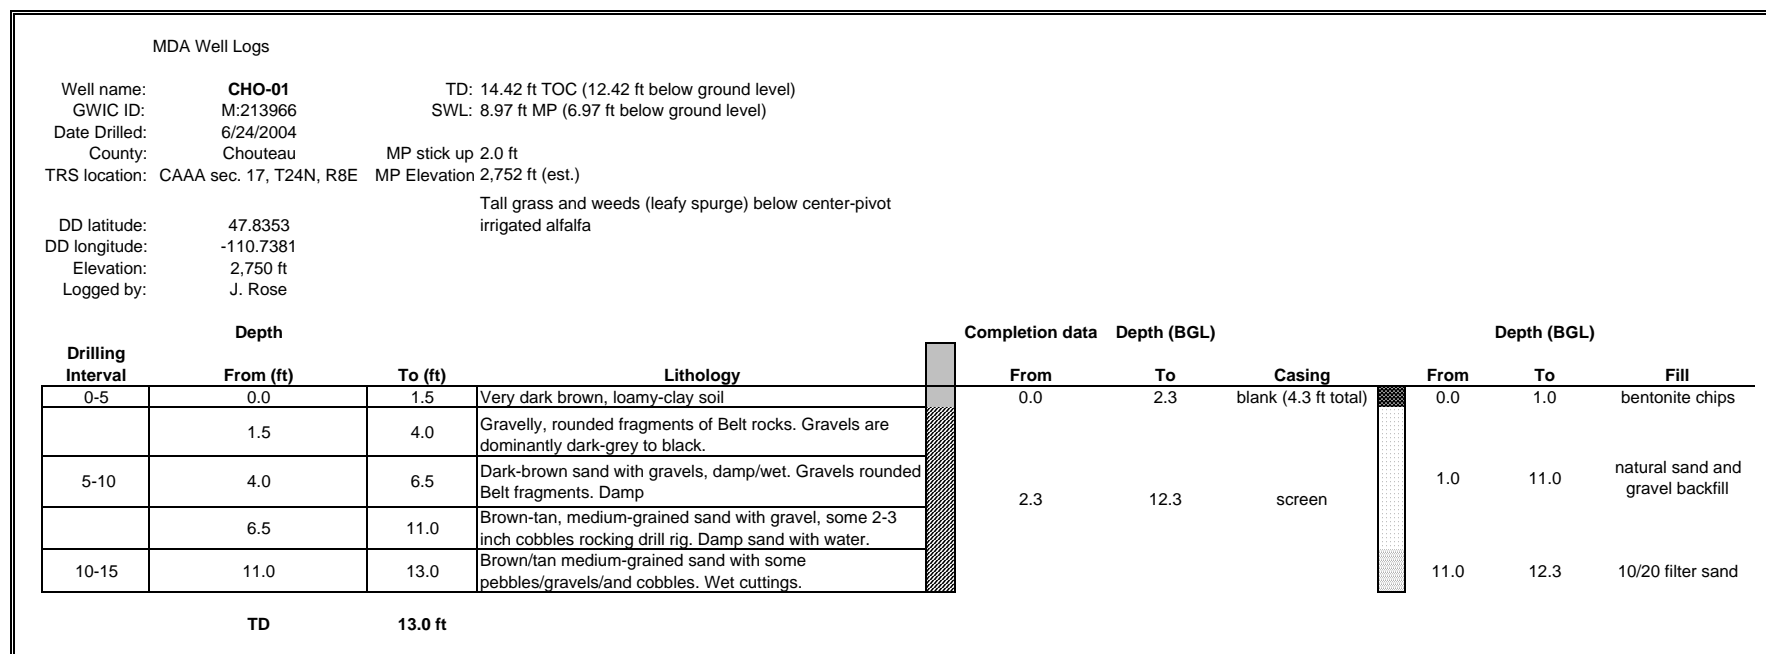 MDA Well Logs
Well name: CHO-01 TD: 14.42 ft TOC (12.42 ft below ground level)
GWIC ID: M:213966 SWL: 8.97 ft MP (6.97 ft below ground level)
Date Drilled: 6/24/2004
County: Chouteau MP stick up 2.0 ft
TRS location: CAAA sec. 17, T24N, R8E MP Elevation 2,752 ft (est.)
Tall grass and weeds (leafy spurge) below center-pivot
DD latitude: 47.8353 irrigated alfalfa
DD longitude: -110.7381
Elevation: 2,750 ft
Logged by: J. Rose
Depth Completion data Depth (BGL) Depth (BGL)
Drilling
Interval From (ft) To (ft) Lithology From To Casing From To Fill
0-5 0.0 1.5 Very dark brown, loamy-clay soil 0.0 2.3 blank (4.3 ft total) 0.0 1.0 bentonite chips
1.5 4.0 Gravelly, rounded fragments of Belt rocks. Gravels are
dominantly dark-grey to black.
5-10 4.0 6.5 Dark-brown sand with gravels, damp/wet. Gravels rounded
Belt fragments. Damp
1.0 11.0 natural sand and
gravel backfill
2.3 12.3 screen
6.5 11.0 Brown-tan, medium-grained sand with gravel, some 2-3
inch cobbles rocking drill rig. Damp sand with water.
10-15 11.0 13.0 Brown/tan medium-grained sand with some
pebbles/gravels/and cobbles. Wet cuttings.
11.0 12.3 10/20 filter sand
TD 13.0 ft